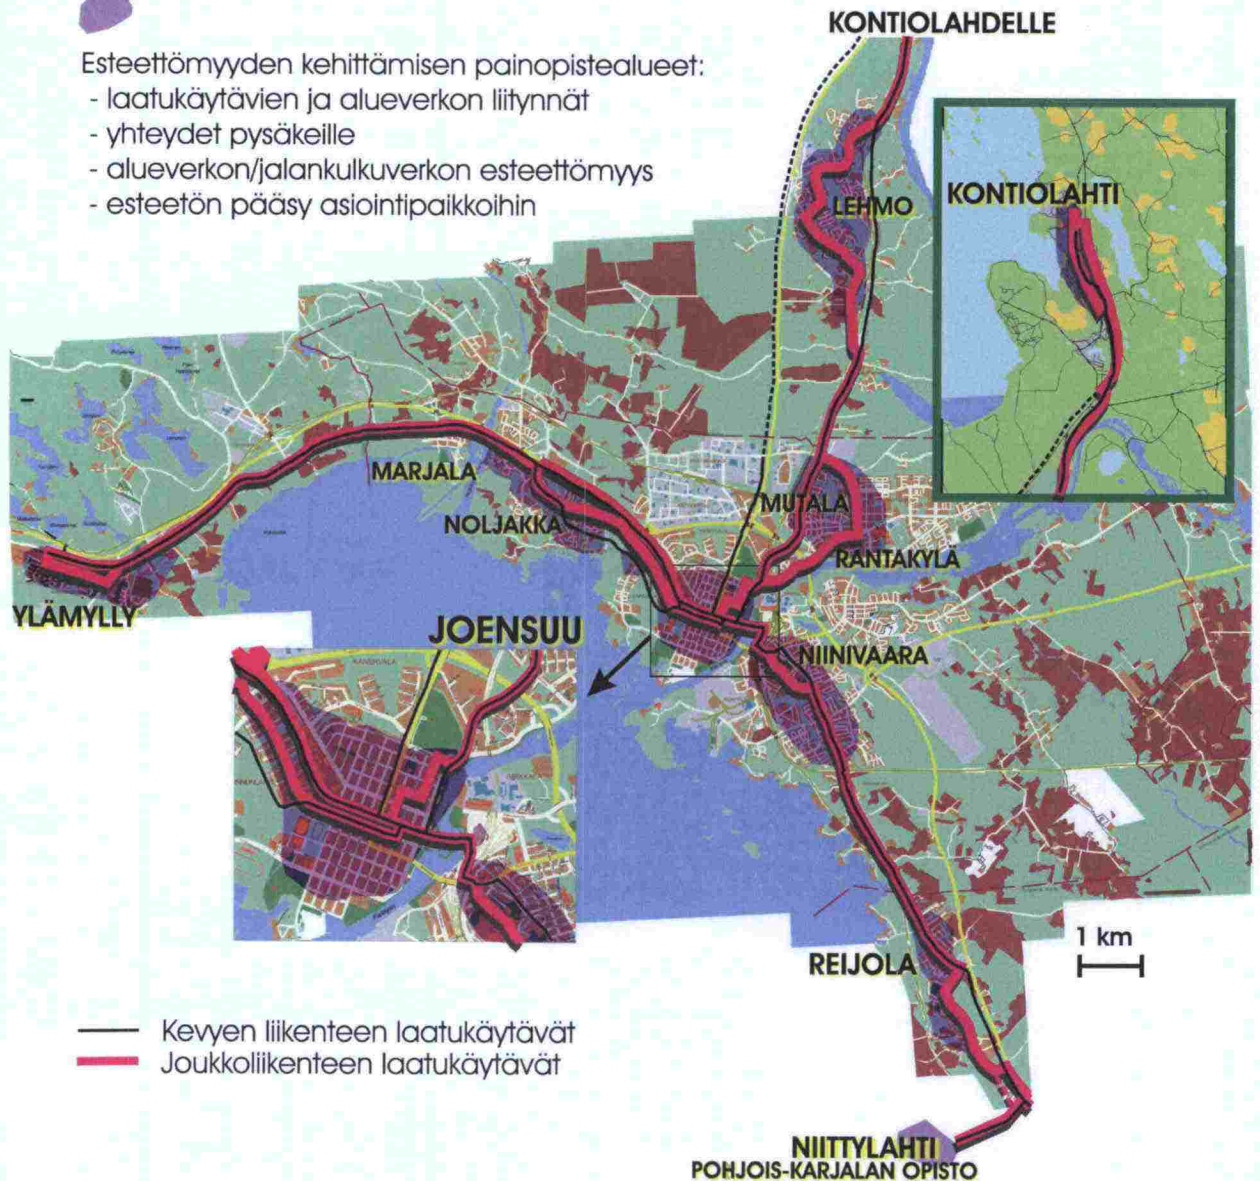 KONTIOLAHDELLE
Esteettömyyden kehittämisen painopistealueet:
- laatukäytävien ja alueverkon liitynnät
- yhteydet pysäkeille
- alueverkon/jalankulkuverkon esteettömyys
- esteetön pääsy asiointipaikkoihin
KONTIOLAHTI
LEHMO
MARJALA
MUTALA
NOLJAKKA
RANTAKYLÄ
YLÄMYLLY
JOENSUU
NIINIVAARA
KANERVALA
REIJOLA
1 km
Kevyen liikenteen laatukäytävät
Joukkoliikenteen laatukäytävät
NIITTYLAHTI
POHJOIS-KARJALAN OPISTO